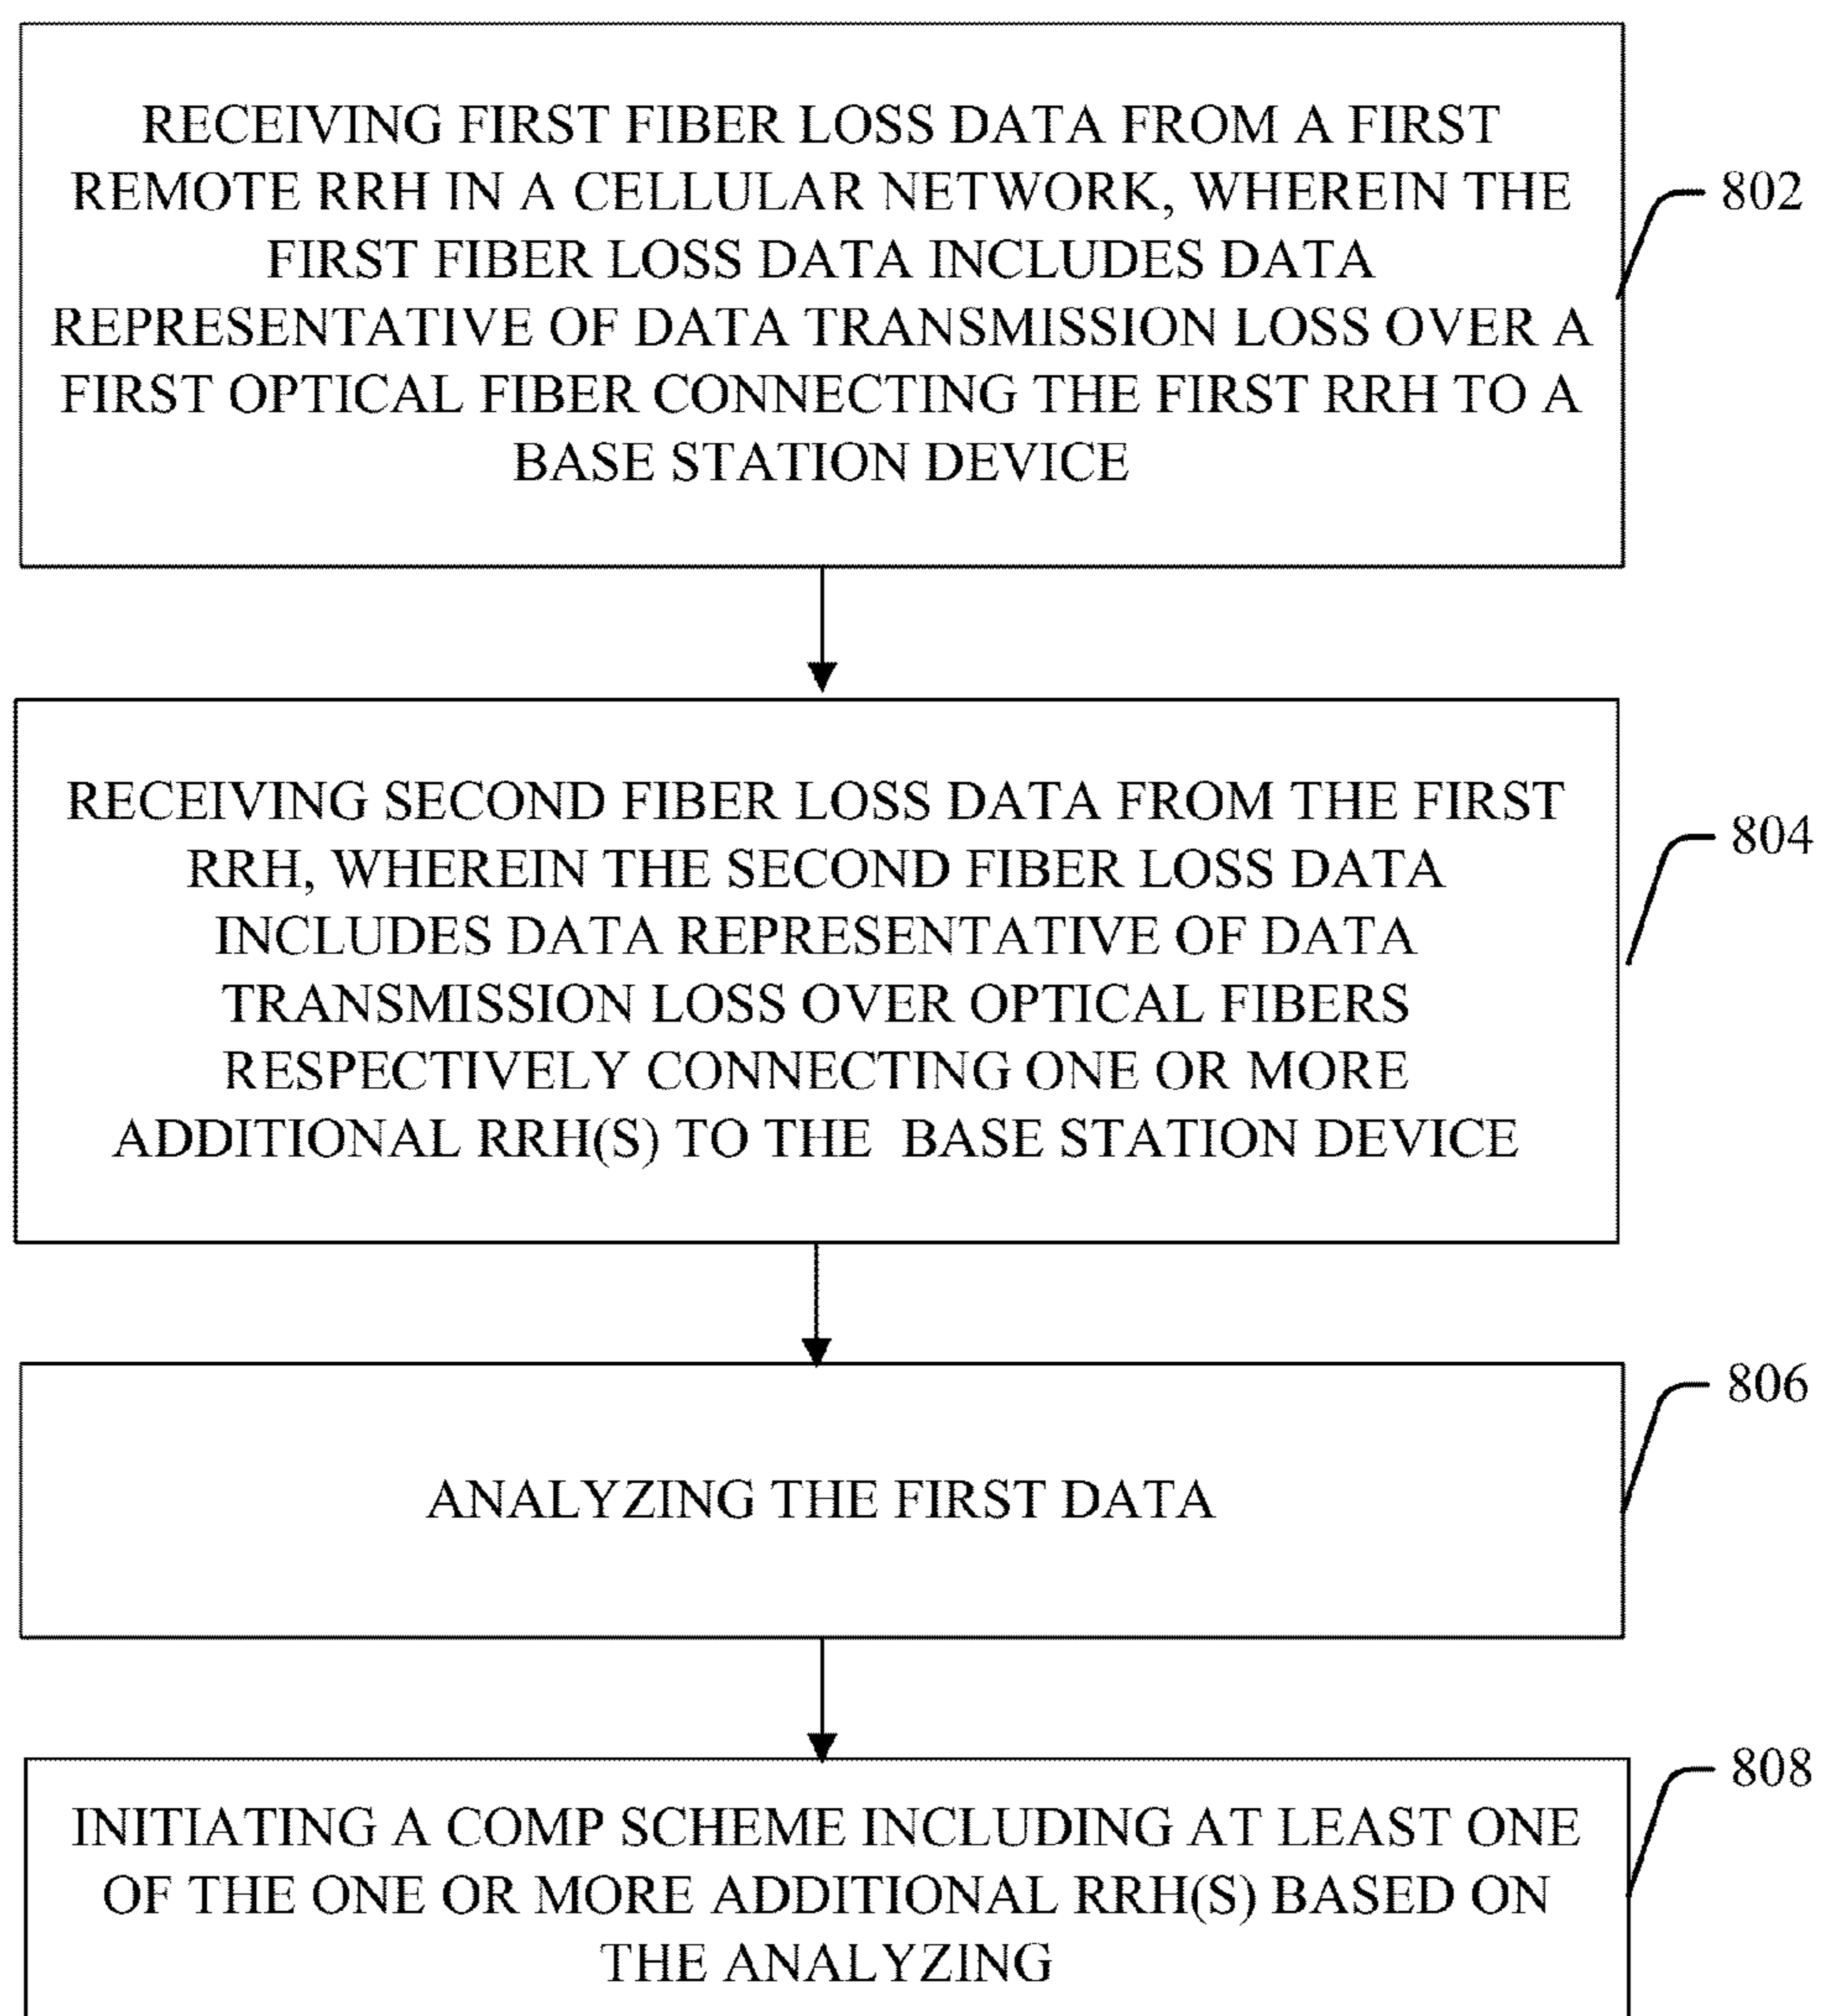 RECEIVING FIRST FIBER LOSS DATA FROM A FIRST
REMOTE RRH IN A CELLULAR NETWORK, WHEREIN THE
FIRST FIBER LOSS DATA INCLUDES DATA
REPRESENTATIVE OF DATA TRANSMISSION LOSS OVER A
FIRST OPTICAL FIBER CONNECTING THE FIRST RRH TO A
BASE STATION DEVICE
802
RECEIVING SECOND FIBER LOSS DATA FROM THE FIRST
RRH, WHEREIN THE SECOND FIBER LOSS DATA
INCLUDES DATA REPRESENTATIVE OF DATA
TRANSMISSION LOSS OVER OPTICAL FIBERS
RESPECTIVELY CONNECTING ONE OR MORE
ADDITIONAL RRH(S) TO THE BASE STATION DEVICE
804
ANALYZING THE FIRST DATA
806
INITIATING A COMP SCHEME INCLUDING AT LEAST ONE
OF THE ONE OR MORE ADDITIONAL RRH(S) BASED ON
THE ANALYZING
808